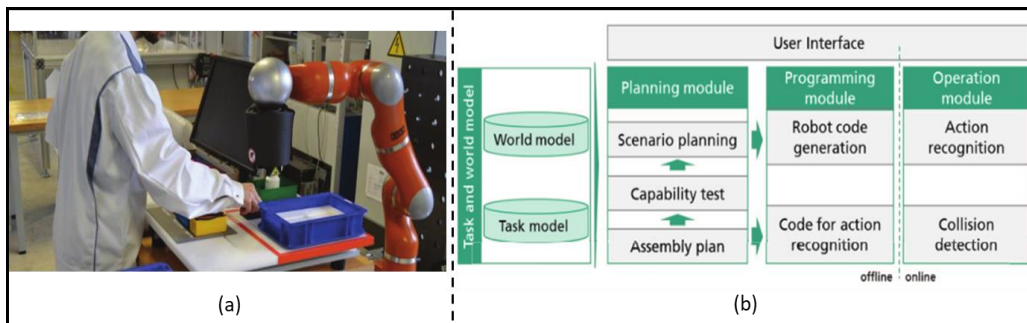 User Interface
Task and world model
World model
Task model
Planning module
Scenario planning
Capability test
Assembly plan
Programming
module
Robot code
generation
Code for action
recognition
Operation
module
Action
recognition
Collision
detection
offline
online
(a)
(b)